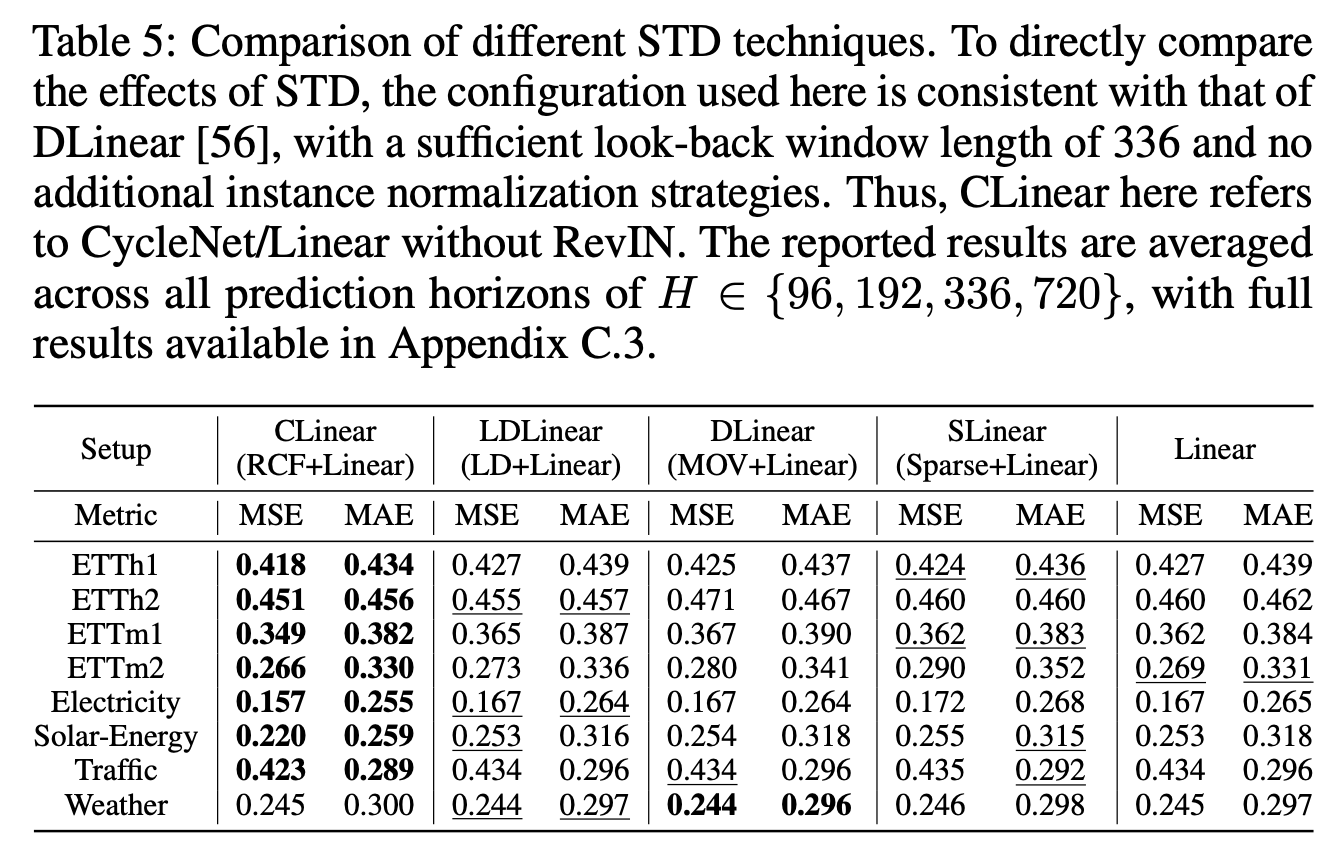 Table 5: Comparison of different STD techniques. To directly compare
the effects of STD, the configuration used here is consistent with that of
DLinear [56], with a sufficient look-back window length of 336 and no
additional instance normalization strategies. Thus, CLinear here refers
to CycleNet/Linear without RevIN. The reported results are averaged
across all prediction horizons of H ∈ {96, 192, 336, 720}, with full
results available in Appendix C.3.
Setup CLinear (RCF+Linear) LDLinear (LD+Linear) DLinear (MOV+Linear) SLinear (Sparse+Linear) Linear
Metric MSE MAE MSE MAE MSE MAE MSE MAE MSE MAE
ETTh1 0.418 0.434 0.427 0.439 0.425 0.437 0.424 0.436 0.427 0.439
ETTh2 0.451 0.456 0.455 0.457 0.471 0.467 0.460 0.460 0.460 0.462
ETTm1 0.349 0.382 0.365 0.387 0.367 0.390 0.362 0.383 0.362 0.384
ETTm2 0.266 0.330 0.273 0.336 0.280 0.341 0.290 0.352 0.269 0.331
Electricity 0.157 0.255 0.167 0.264 0.167 0.264 0.172 0.268 0.167 0.265
Solar-Energy 0.220 0.259 0.253 0.316 0.254 0.318 0.255 0.315 0.253 0.318
Traffic 0.423 0.289 0.434 0.296 0.434 0.296 0.435 0.292 0.434 0.296
Weather 0.245 0.300 0.244 0.297 0.244 0.296 0.246 0.298 0.245 0.297